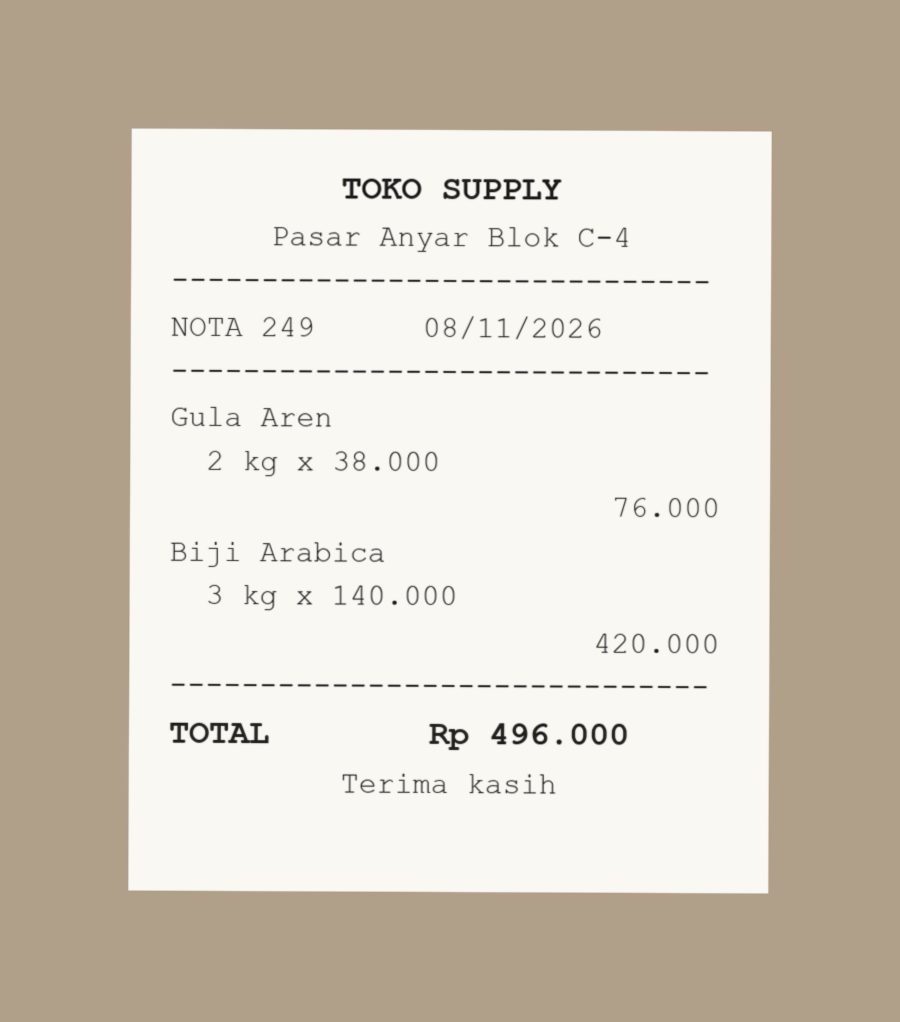 TOKO SUPPLY
Pasar Anyar Blok C-4
------------------------------
NOTA 249 08/11/2026
------------------------------
Gula Aren
2 kg x 38.000
76.000
Biji Arabica
3 kg x 140.000
420.000
------------------------------
TOTAL Rp 496.000
Terima kasih